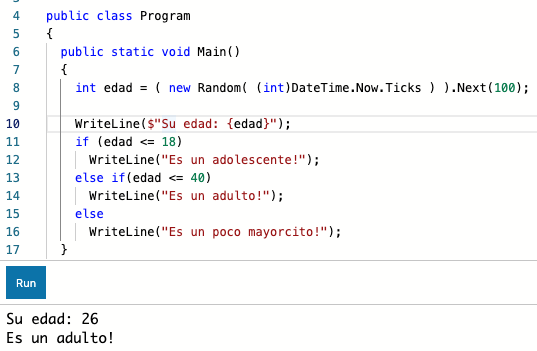 4 public class Program
5 {
6 public static void Main()
7 {
8 int edad = ( new Random( (int)DateTime.Now.Ticks ) ).Next(100);
9
10 WriteLine($"Su edad: {edad}");
11 if (edad <= 18)
12 WriteLine("Es un adolescente!");
13 else if(edad <= 40)
14 WriteLine("Es un adulto!");
15 else
16 WriteLine("Es un poco mayorcito!");
17 }
Run
Su edad: 26
Es un adulto!